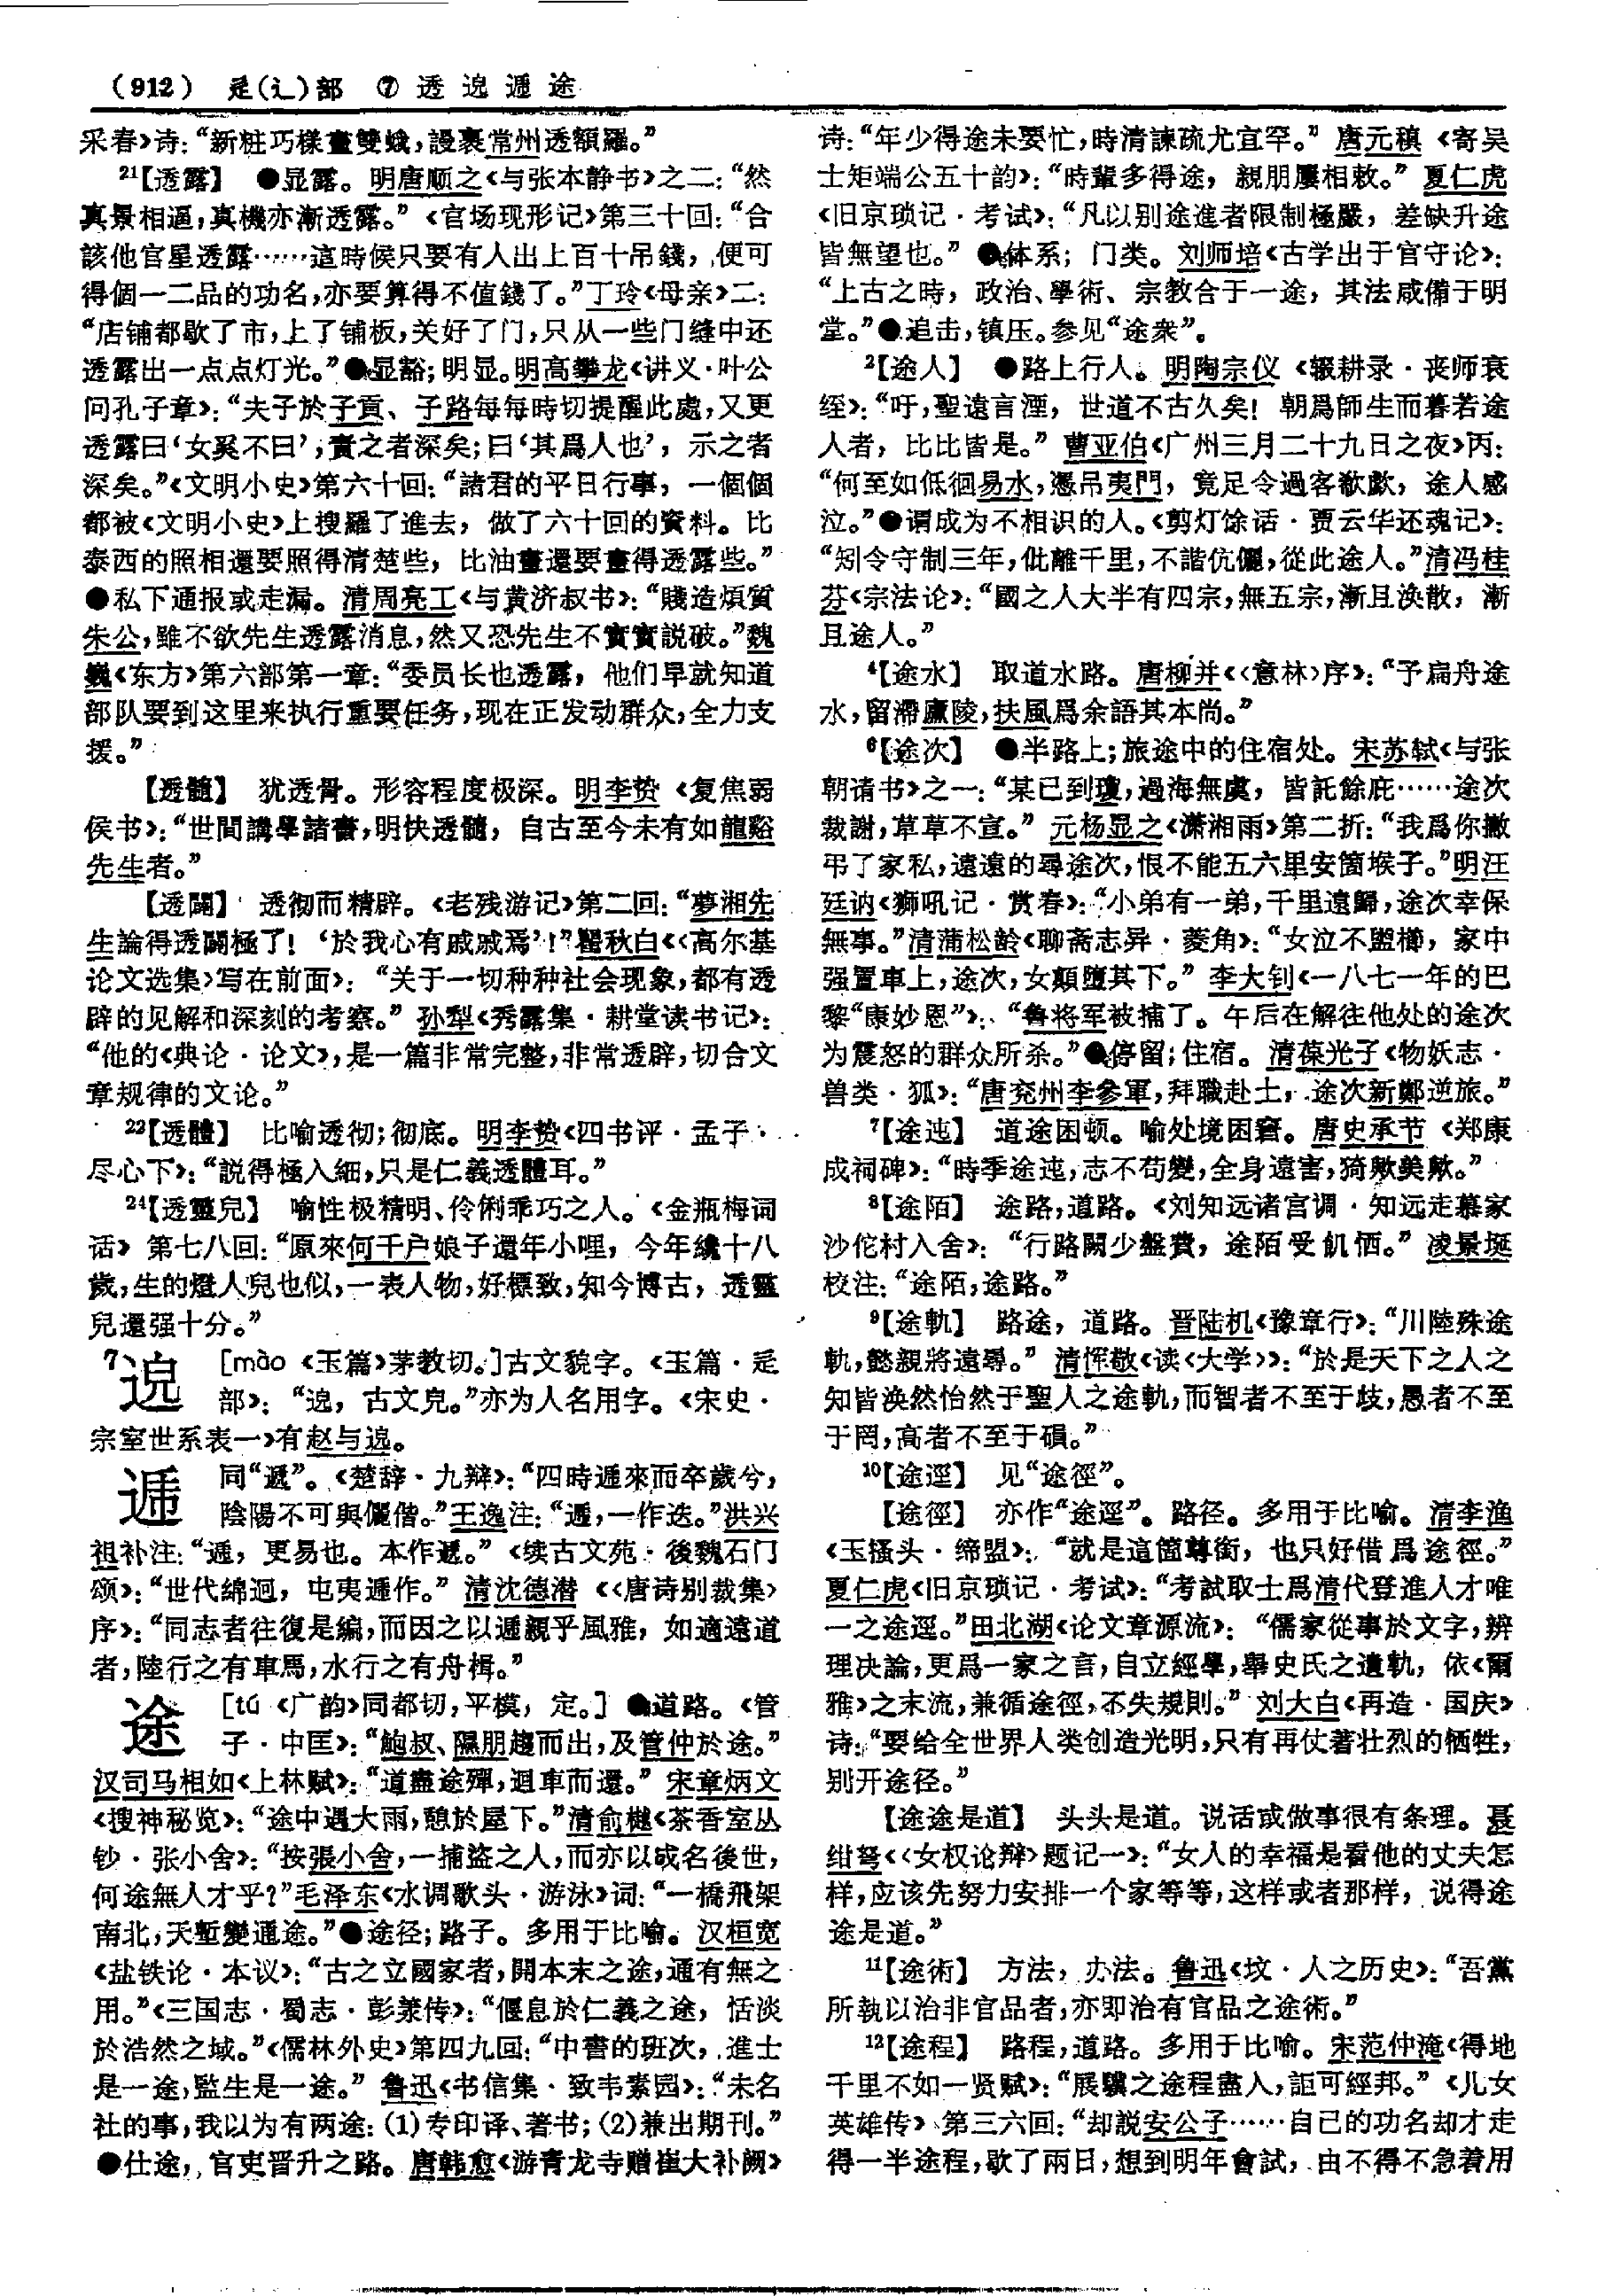 (912) 辵(辶)部 ⑦ 透 逸 递 途
采春》诗：“新粧巧樣畫雙蛾，謾裹常州透額羅。”
21【透露】 ●显露。明唐顺之《与张本静书》之二：“然
真景相逼，真機亦漸透露。”《官场现形记》第三十回：“合
該他官星透露……這時候只要有人出上百十吊錢，便可
得個一二品的功名，亦要算得不值錢了。”丁玲《母亲》二：
“店铺都歇了市，上了铺板，关好了门，只从一些门缝中还
透露出一点点灯光。”●显豁；明显。明高攀龙《讲义·叶公
问孔子章》：“夫子於子貢、子路每每時切提醒此處，又更
透露曰‘女奚不曰’，責之者深矣；曰‘其爲人也’，示之者
深矣。”《文明小史》第六十回：“諸君的平日行事，一個個
都被《文明小史》上搜羅了進去，做了六十回的資料。比
泰西的照相還要照得清楚些，比油畫還要畫得透露些。”
●私下通报或走漏。清周亮工《与黄济叔书》：“賤造煩質
朱公，雖不欲先生透露消息，然又恐先生不實實説破。”魏
巍《东方》第六部第一章：“委员长也透露，他们早就知道
部队要到这里来执行重要任务，现在正发动群众，全力支
援。”
【透髓】 犹透骨。形容程度极深。明李贽《复焦弱
侯书》：“世間講學諸書，明快透髓，自古至今未有如龍谿
先生者。”
【透闢】 透彻而精辟。《老残游记》第二回：“夢湘先
生論得透闢極了！‘於我心有戚戚焉’！”瞿秋白《〈高尔基
论文选集〉写在前面》：“关于一切种种社会现象，都有透
辟的见解和深刻的考察。”孙犁《秀露集·耕堂读书记》：
“他的《典论·论文》，是一篇非常完整，非常透辟，切合文
章规律的文论。”
23【透體】 比喻透彻；彻底。明李贽《四书评·孟子·
尽心下》：“説得極入細，只是仁義透體耳。”
24【透靈兒】 喻性极精明、伶俐乖巧之人。《金瓶梅词
话》第七八回：“原來何千户娘子還年小哩，今年纔十八
歲，生的燈人兒也似，一表人物，好標致，知今博古，透靈
兒還强十分。”
7 [mào 《玉篇》茅教切。]古文貌字。《玉篇·辵
部》：“，古文皃。”亦为人名用字。《宋史·
宗室世系表一》有赵与。
递 同“遞”。《楚辞·九辯》：“四時遞來而卒歲兮，
陰陽不可與儷偕。”王逸注：“遞，一作迭。”洪兴
祖补注：“遞，更易也。本作遞。”《续古文苑·後魏石门
颂》：“世代綿迥，屯夷遞作。”清沈德潜《〈唐诗别裁集〉
序》：“同志者往復是編，而因之以遞親乎風雅，如適遠道
者，陸行之有車馬，水行之有舟楫。”
途 [tú 《广韵》同都切，平模，定。] ●道路。《管
子·中匡》：“鮑叔、隰朋趨而出，及管仲於途。”
汉司马相如《上林赋》：“道盡途殫，迴車而還。”宋章炳文
《搜神秘览》：“途中遇大雨，憩於屋下。”清俞樾《茶香室丛
钞·张小舍》：“按張小舍，一捕盜之人，而亦以成名後世，
何途無人才乎？”毛泽东《水调歌头·游泳》词：“一橋飛架
南北，天塹變通途。”●途径；路子。多用于比喻。汉桓宽
《盐铁论·本议》：“古之立國家者，開本末之途，通有無之
用。”《三国志·蜀志·彭羕传》：“偃息於仁義之途，恬淡
於浩然之域。”《儒林外史》第四九回：“中書的班次，進士
是一途，監生是一途。”鲁迅《书信集·致韦素园》：“未名
社的事，我以为有两途：(1)专印译、著书；(2)兼出期刊。”
●仕途，官吏晋升之路。唐韩愈《游青龙寺赠崔大补阙》
诗：“年少得途未要忙，時清諫疏尤宜罕。”唐元稹《寄吴
士矩端公五十韵》：“時輩多得途，親朋屢相敕。”夏仁虎
《旧京琐记·考试》：“凡以别途進者限制極嚴，差缺升途
皆無望也。”●体系；门类。刘师培《古学出于官守论》：
“上古之時，政治、學術、宗教合于一途，其法咸備于明
堂。”●追击，镇压。参见“途衆”。
2【途人】 ●路上行人。明陶宗仪《辍耕录·丧师衰
绖》：“吁，聖遠言湮，世道不古久矣！朝爲師生而暮若途
人者，比比皆是。”曹亚伯《广州三月二十九日之夜》丙：
“何至如低徊易水，憑吊夷門，竟足令過客欷歔，途人感
泣。”●谓成为不相识的人。《剪灯馀话·贾云华还魂记》：
“矧令守制三年，仳離千里，不諧伉儷，從此途人。”清冯桂
芬《宗法论》：“國之人大半有四宗，無五宗，漸且涣散，漸
且途人。”
4【途水】 取道水路。唐柳并《〈意林〉序》：“予扁舟途
水，留滯廬陵，扶風爲余語其本尚。”
6【途次】 ●半路上；旅途中的住宿处。宋苏轼《与张
朝请书》之一：“某已到瓊，過海無虞，皆託餘庇……途次
裁謝，草草不宣。”元杨显之《潇湘雨》第二折：“我爲你撇
弔了家私，遠遠的尋途次，恨不能五六里安箇堠子。”明汪
廷讷《狮吼记·赏春》：“小弟有一弟，千里遠歸，途次幸保
無事。”清蒲松龄《聊斋志异·菱角》：“女泣不盥櫛，家中
强置車上，途次，女顛墮其下。”李大钊《一八七一年的巴
黎“康妙恩”》：“鲁将军被捕了。午后在解往他处的途次
为震怒的群众所杀。”●停留；住宿。清葆光子《物妖志·
兽类·狐》：“唐兖州李參軍，拜職赴士，途次新鄭逆旅。”
7【途迍】 道途困顿。喻处境困窘。唐史承节《郑康
成祠碑》：“時季途迍，志不苟變，全身遠害，猗歟美歟。”
8【途陌】 途路，道路。《刘知远诸宫调·知远走慕家
沙佗村入舍》：“行路闕少盤費，途陌受飢恓。”凌景埏
校注：“途陌，途路。”
9【途軌】 路途，道路。晋陆机《豫章行》：“川陸殊途
軌，懿親將遠尋。”清恽敬《读〈大学〉》：“於是天下之人之
知皆涣然怡然于聖人之途軌，而智者不至于歧，愚者不至
于罔，高者不至于磒。”
10【途逕】 见“途徑”。
【途徑】 亦作“途逕”。路径。多用于比喻。清李渔
《玉搔头·缔盟》：“就是這箇尊銜，也只好借爲途徑。”
夏仁虎《旧京琐记·考试》：“考試取士爲清代登進人才唯
一之途逕。”田北湖《论文章源流》：“儒家從事於文字，辨
理决論，更爲一家之言，自立經學，舉史氏之遺軌，依《爾
雅》之末流，兼循途徑，不失規則。”刘大白《再造·国庆》
诗：“要给全世界人类创造光明，只有再仗著壮烈的牺牲，
别开途径。”
【途途是道】 头头是道。说话或做事很有条理。聂
绀弩《〈女权论辩〉题记一》：“女人的幸福是看他的丈夫怎
样，应该先努力安排一个家等等，这样或者那样，说得途
途是道。”
11【途術】 方法，办法。鲁迅《坟·人之历史》：“吾黨
所執以治非官品者，亦即治有官品之途術。”
12【途程】 路程，道路。多用于比喻。宋范仲淹《得地
千里不如一贤赋》：“展驥之途程盡入，詎可經邦。”《儿女
英雄传》第三六回：“却説安公子……自己的功名却才走
得一半途程，歇了兩日，想到明年會試，由不得不急着用